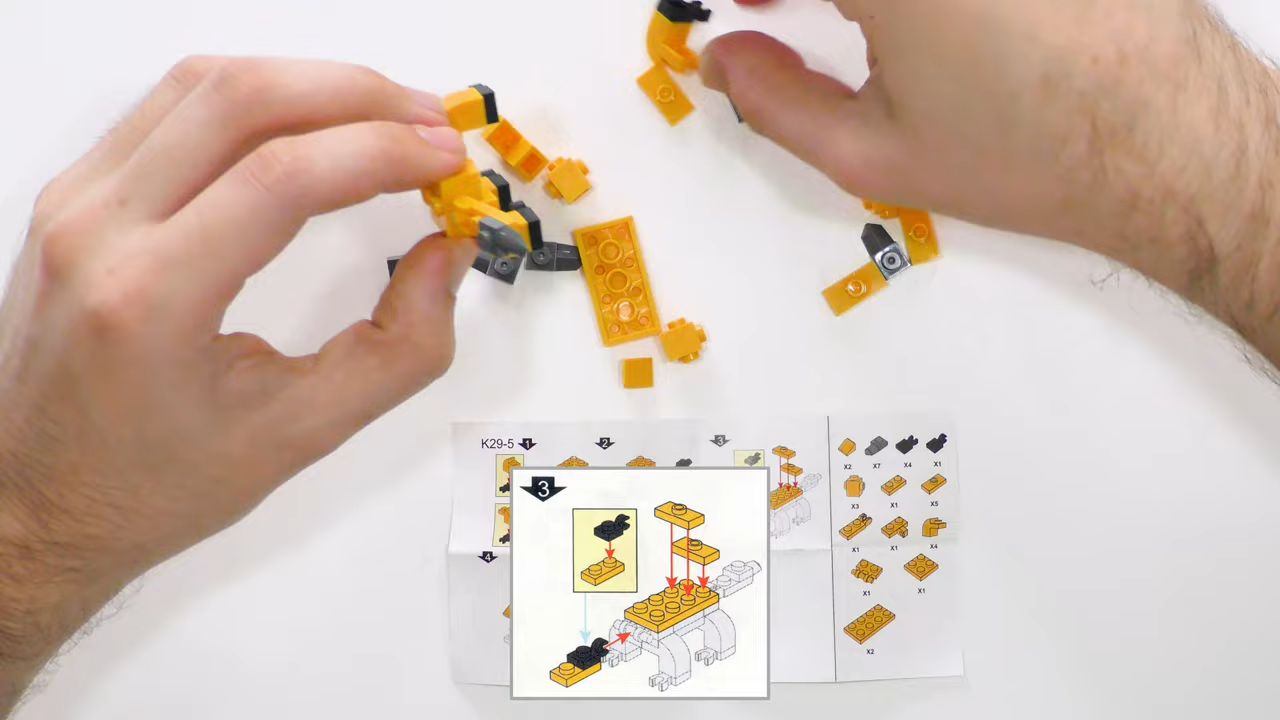 K29-5 1 2 3
3
4
X2 X7 X4 X1
X3 X1 X5
X1 X1 X4
X1 X1
X2